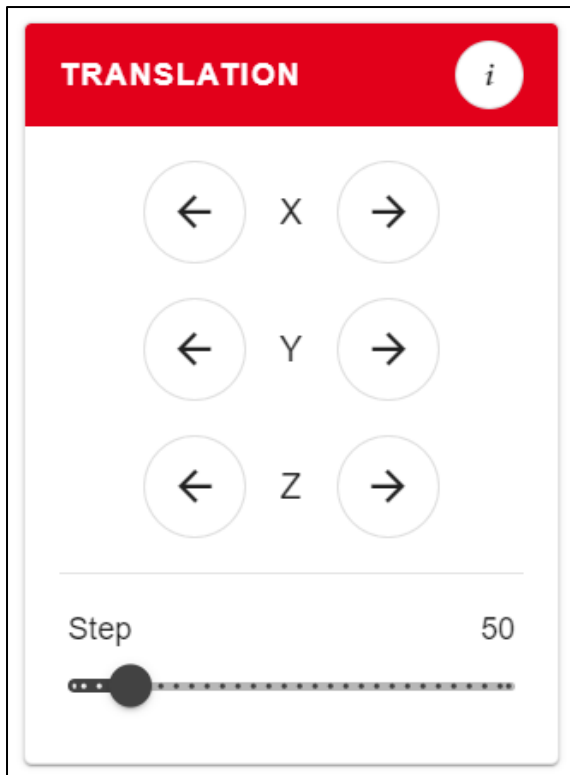 TRANSLATION i
← X →
← Y →
← Z →
Step 50